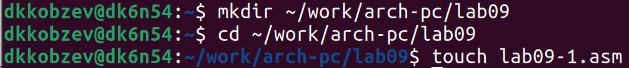 dkkobzev@dk6n54:~$ mkdir ~/work/arch-pc/lab09
dkkobzev@dk6n54:~$ cd ~/work/arch-pc/lab09
dkkobzev@dk6n54:~/work/arch-pc/lab09$ touch lab09-1.asm